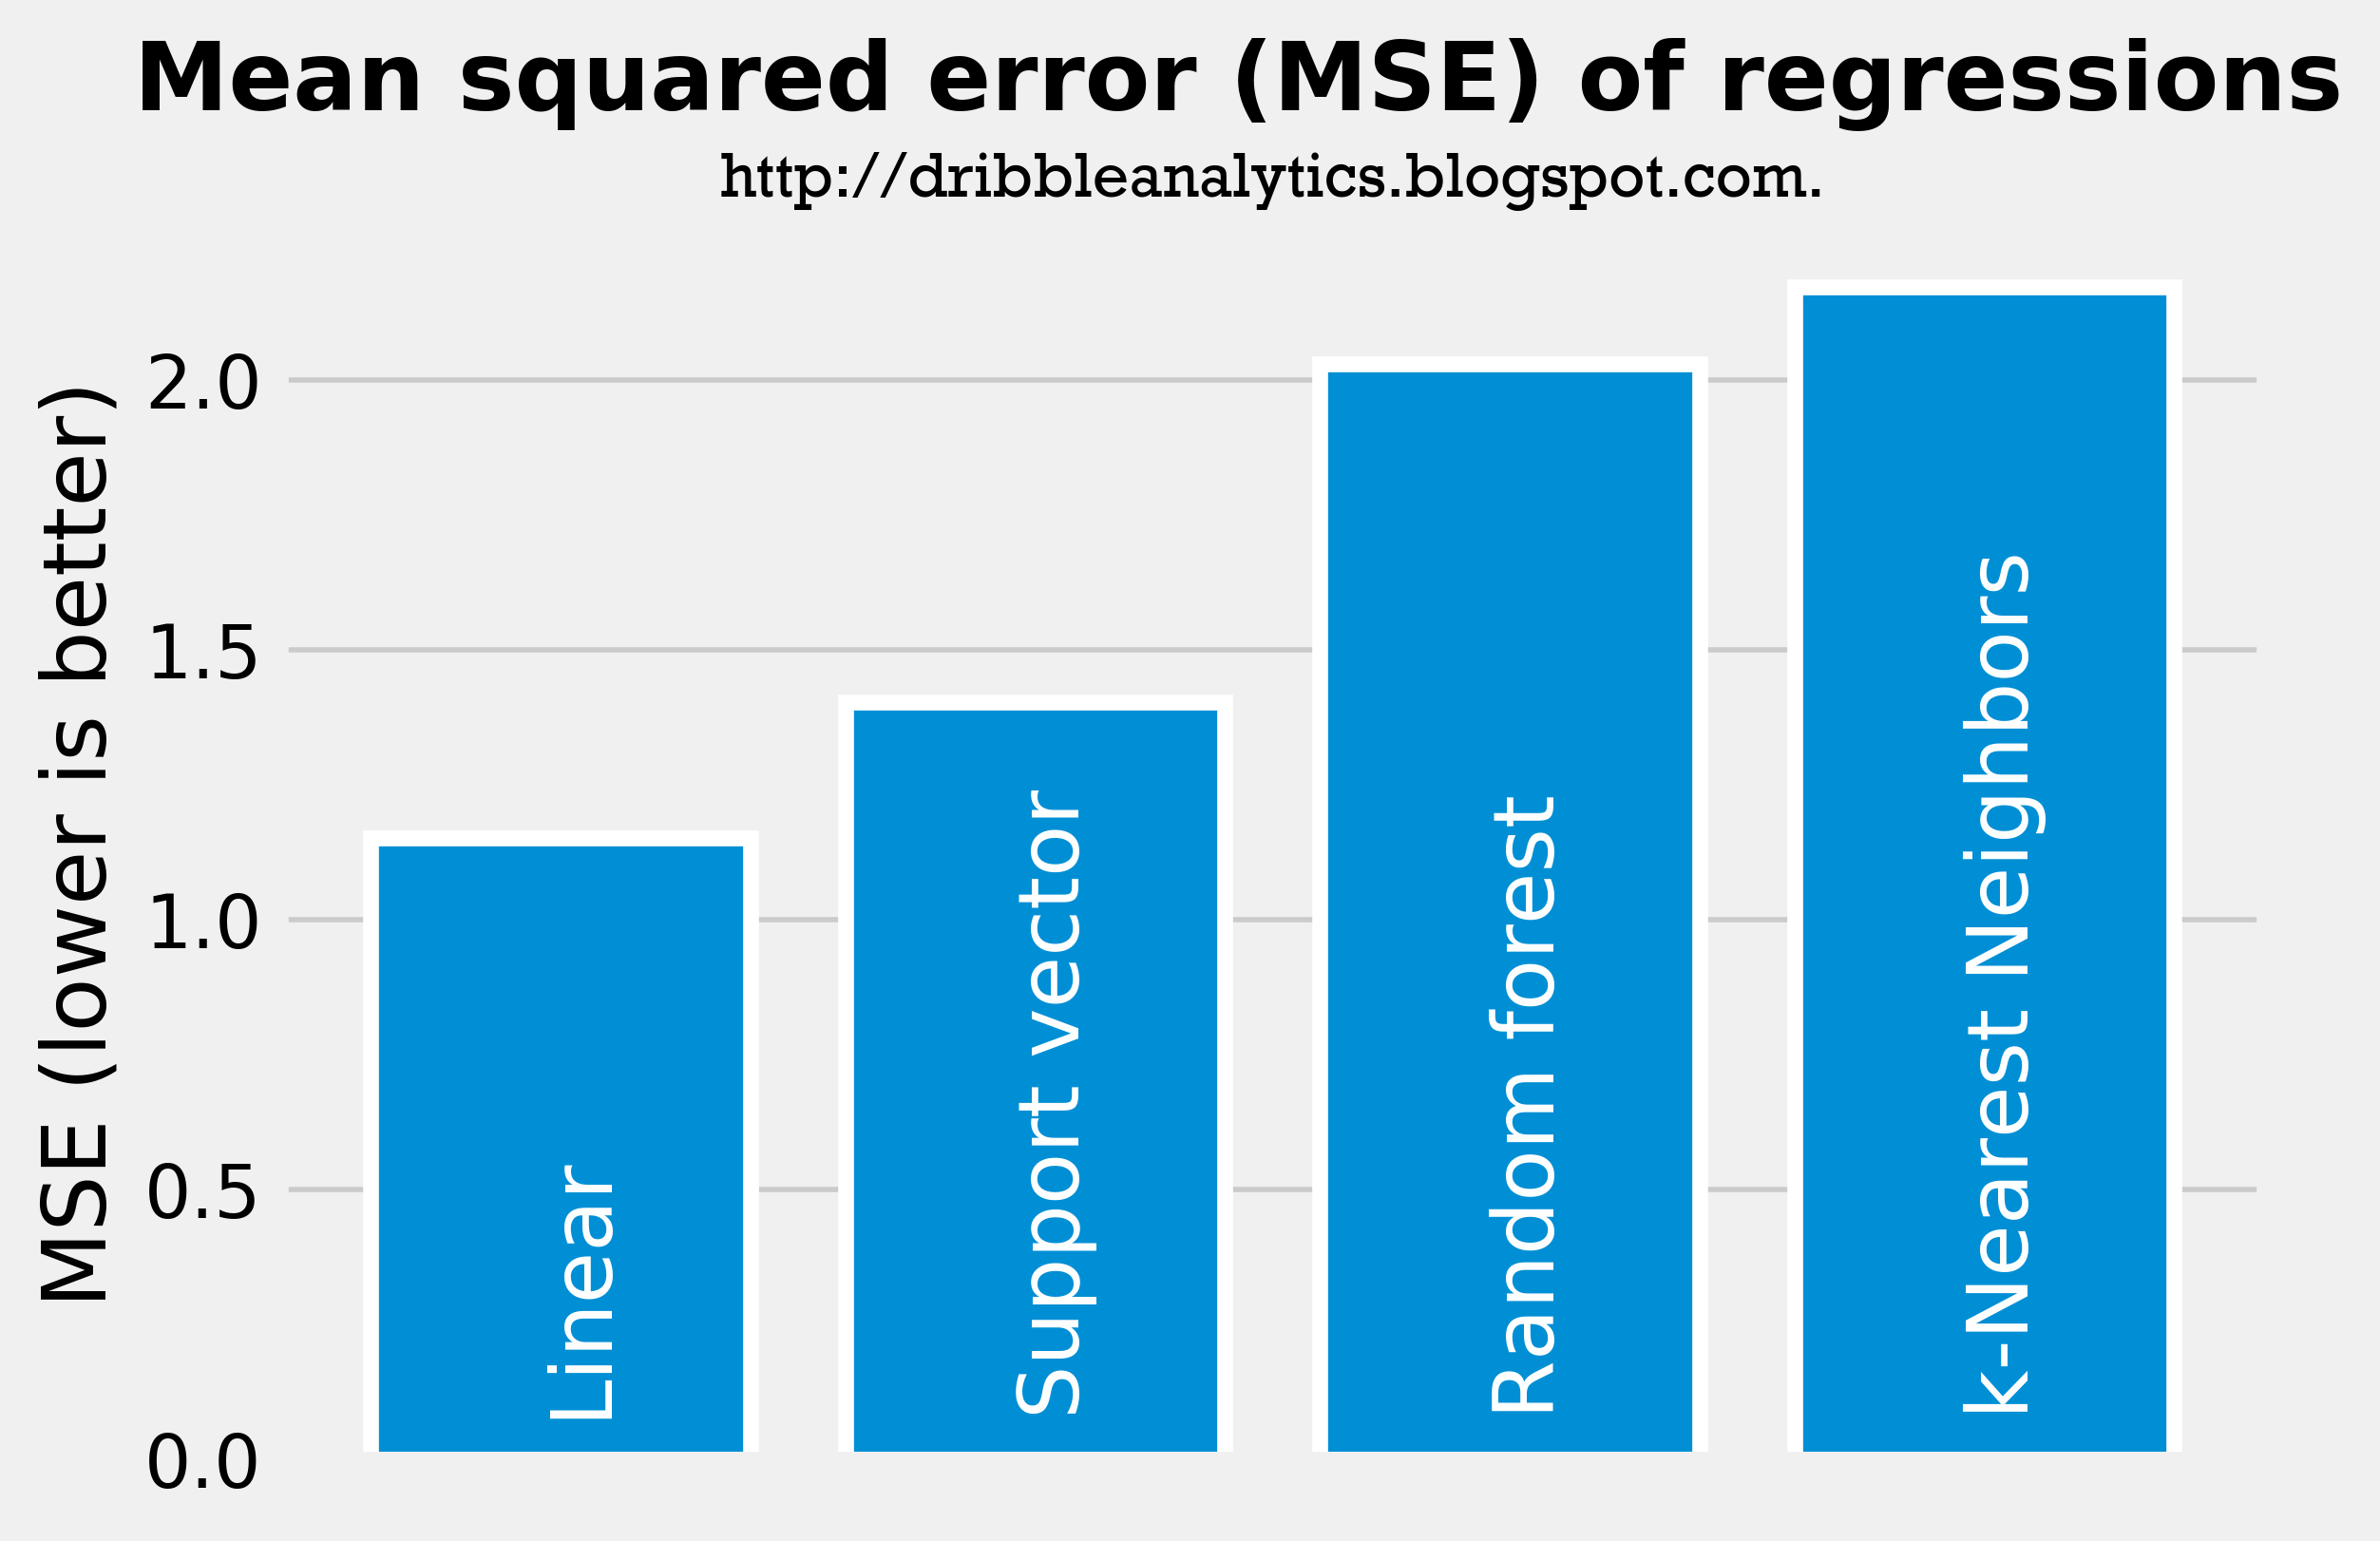 Mean squared error (MSE) of regressions
http://dribbleanalytics.blogspot.com.
MSE (lower is better)
2.0
1.5
1.0
0.5
0.0
Linear
Support vector
Random forest
k-Nearest Neighbors